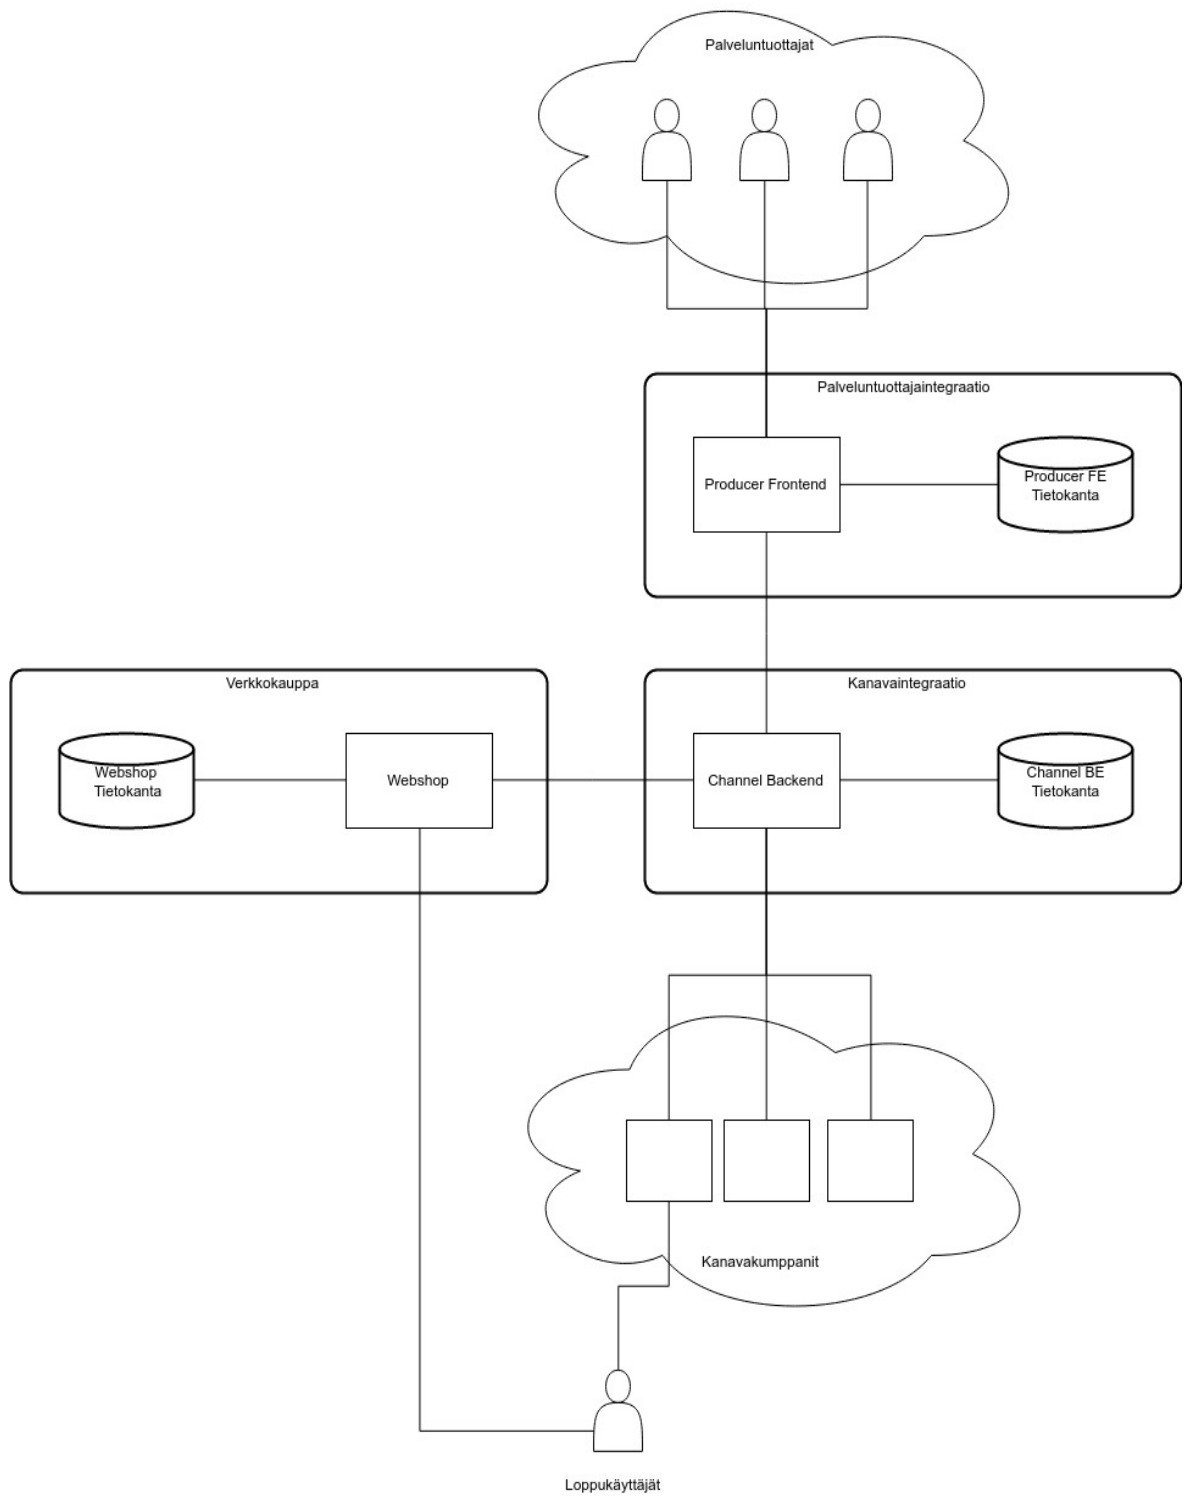 Palveluntuottajat
Palveluntuottajaintegraatio
Producer Frontend
Producer FE
Tietokanta
Verkkokauppa
Webshop
Tietokanta
Webshop
Kanavaintegraatio
Channel Backend
Channel BE
Tietokanta
Kanavakumppanit
Loppukäyttäjät